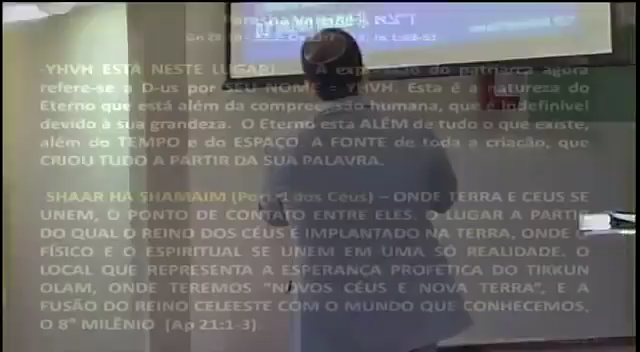 -YHVH ESTÁ NESTE LUGAR! A expressão do patriarca agora
refere-se a D-us por SEU NOME – YHVH. Esta é a natureza do
Eterno que está além da compreensão humana, que é Indefinível
devido à sua grandeza. O Eterno está ALÉM de tudo o que existe,
além do TEMPO e do ESPAÇO. A FONTE de toda a criação, que
CRIOU TUDO A PARTIR DA SUA PALAVRA.
SHAAR HA SHAMAIM (Portal dos Céus) – ONDE TERRA E CEUS SE
UNEM, O PONTO DE CONTATO ENTRE ELES. O LUGAR A PARTIR
DO QUAL O REINO DOS CÉUS É IMPLANTADO NA TERRA, ONDE O
FÍSICO E O ESPIRITUAL SE UNEM EM UMA SÓ REALIDADE. O
LOCAL QUE REPRESENTA A ESPERANÇA PROFÉTICA DO TIKKUN
OLAM, ONDE TEREMOS "NOVOS CÉUS E NOVA TERRA", E A
FUSÃO DO REINO CELEESTE COM O MUNDO QUE CONHECEMOS,
O 8º MILÊNIO (Ap 21:1-3).